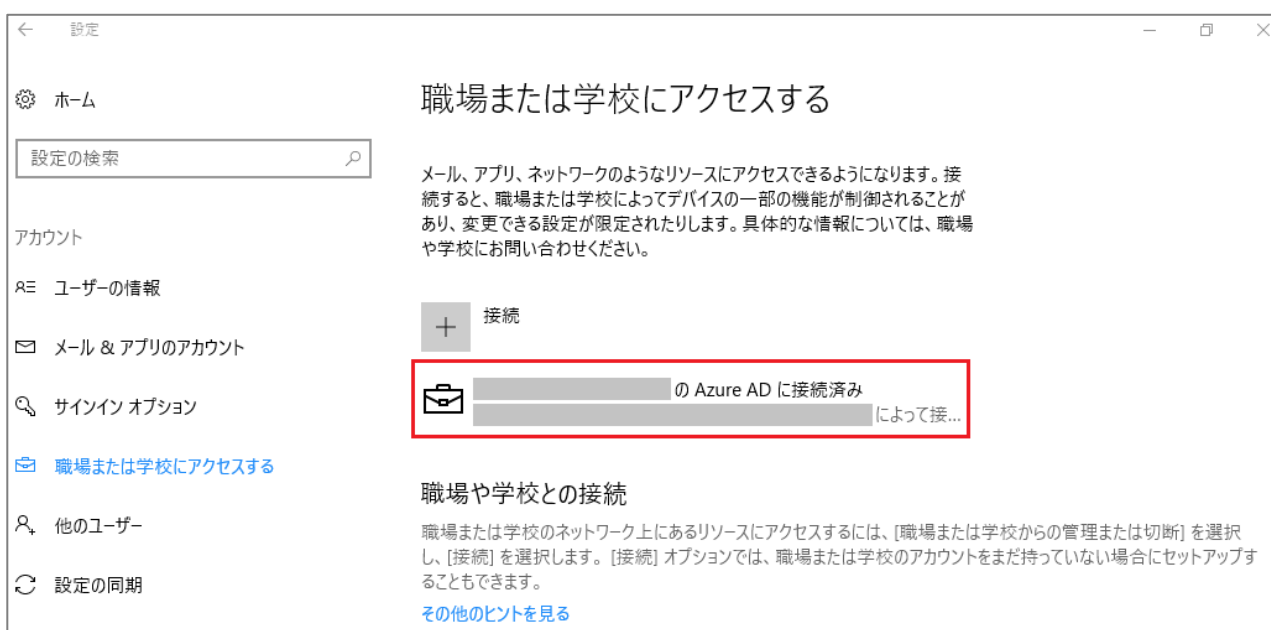 設定
ホーム
設定の検索
アカウント
ユーザーの情報
メール & アプリのアカウント
サインイン オプション
職場または学校にアクセスする
他のユーザー
設定の同期
職場または学校にアクセスする
メール、アプリ、ネットワークのようなリソースにアクセスできるようになります。接
続すると、職場または学校によってデバイスの一部の機能が制御されることが
あり、変更できる設定が限定されたりします。具体的な情報については、職場
や学校にお問い合わせください。
接続
の Azure AD に接続済み
によって接...
職場や学校との接続
職場または学校のネットワーク上にあるリソースにアクセスするには、[職場または学校からの管理または切断] を選択
し、[接続] を選択します。[接続] オプションでは、職場または学校のアカウントをまだ持っていない場合にセットアップす
ることもできます。
その他のヒントを見る